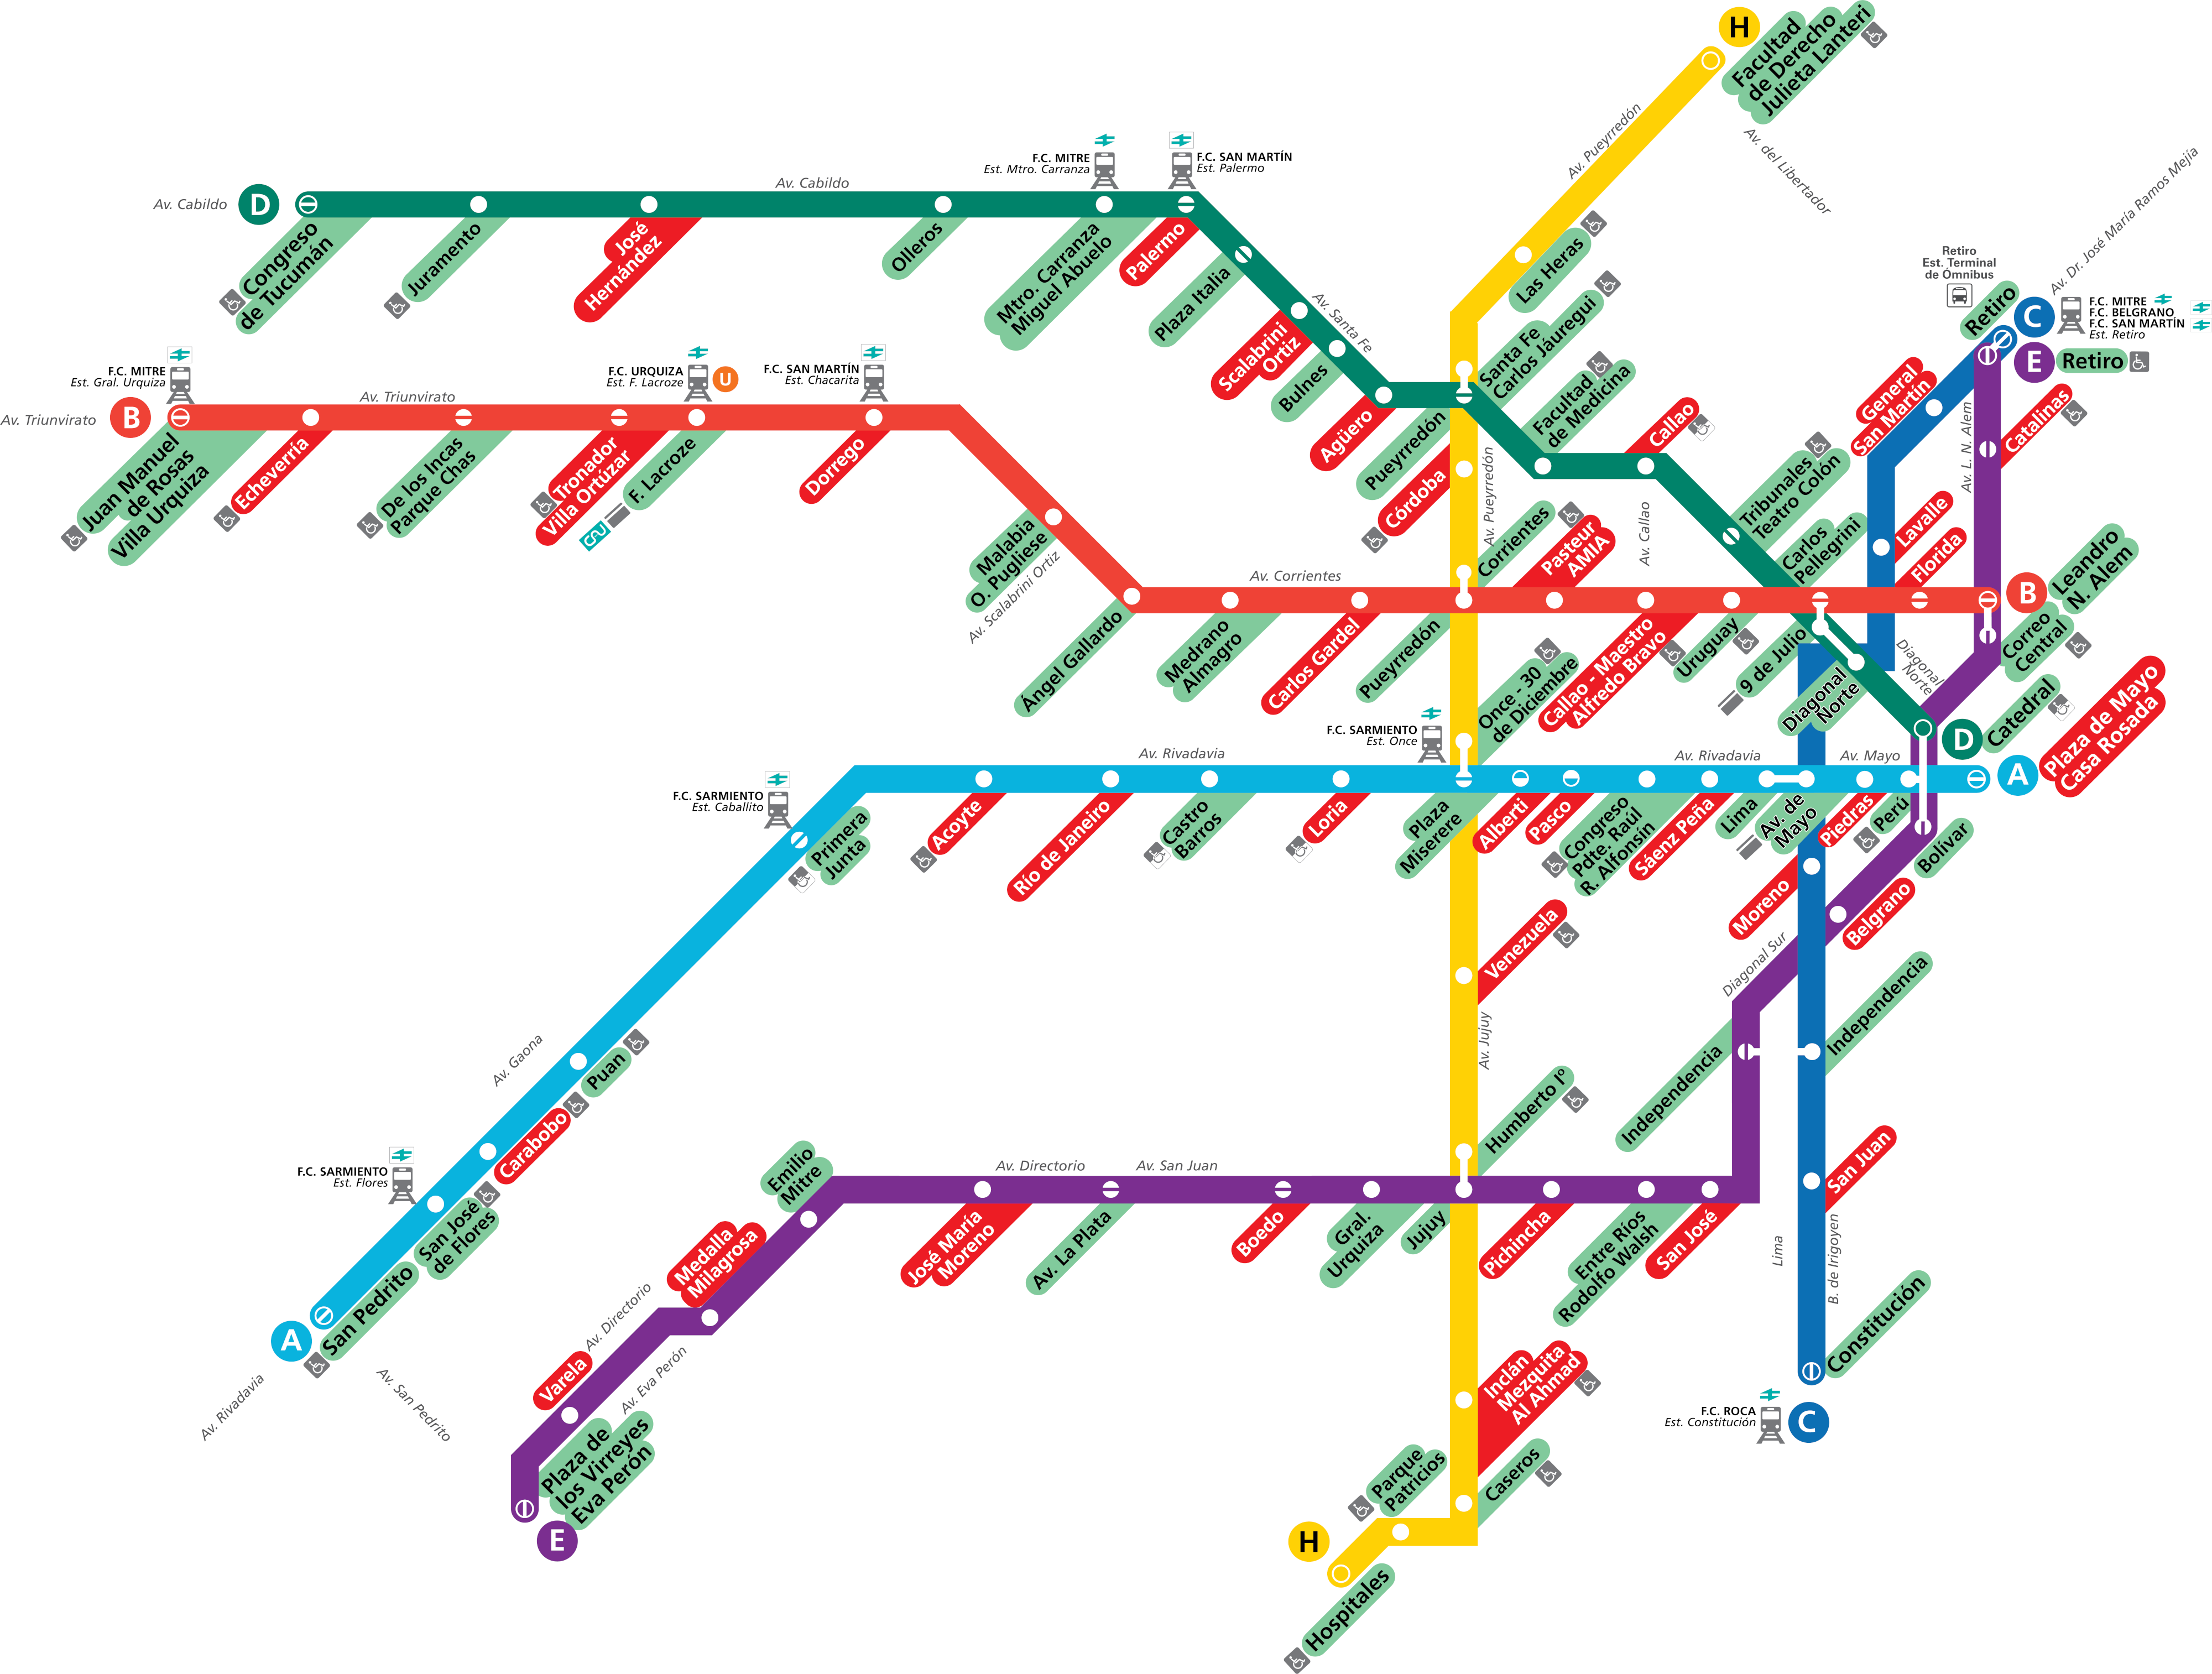 H
Facultad
de Derecho
Julieta Lanteri
Av. Pueyrredón
Av. del Libertador
Av. Dr. José María Ramos Mejía
F.C. MITRE
Est. Mtro. Carranza
F.C. SAN MARTÍN
Est. Palermo
Av. Cabildo
D
Av. Cabildo
Congreso
de Tucumán
Juramento
José
Hernández
Olleros
Mtro. Carranza
Miguel Abuelo
Palermo
Plaza Italia
Scalabrini
Ortiz
Bulnes
Av. Santa Fe
Agüero
Pueyrredón
Las Heras
Santa Fe
Carlos Jáuregui
Facultad
de Medicina
Callao
Tribunales
Teatro Colón
Retiro
Est. Terminal
de Ómnibus
Retiro
C
F.C. MITRE
F.C. BELGRANO
F.C. SAN MARTÍN
Est. Retiro
E
Retiro
General
San Martín
Catalinas
Av. L. N. Alem
F.C. MITRE
Est. Gral. Urquiza
F.C. URQUIZA
Est. F. Lacroze
U
F.C. SAN MARTÍN
Est. Chacarita
Av. Triunvirato
B
Av. Triunvirato
Juan Manuel
de Rosas
Villa Urquiza
Echeverría
De los Incas
Parque Chas
Tronador
Villa Ortúzar
F. Lacroze
Dorrego
Malabia
O. Pugliese
Av. Scalabrini Ortiz
Ángel Gallardo
Av. Corrientes
Medrano
Almagro
Carlos Gardel
Pueyrredón
Córdoba
Av. Pueyrredón
Corrientes
Pasteur
AMIA
Av. Callao
Callao - Maestro
Alfredo Bravo
Uruguay
Carlos
Pellegrini
9 de Julio
Diagonal
Norte
Lavalle
Florida
Diagonal
Norte
B
Leandro
N. Alem
Correo
Central
Catedral
D
Plaza de Mayo
Casa Rosada
A
F.C. SARMIENTO
Est. Once
Once - 30
de Diciembre
Av. Rivadavia
Av. Rivadavia
Av. Mayo
F.C. SARMIENTO
Est. Caballito
Primera
Junta
Acoyte
Río de Janeiro
Castro
Barros
Loria
Plaza
Miserere
Alberti
Pasco
Congreso
Pdte. Raúl
R. Alfonsín
Sáenz Peña
Lima
Av. de
Mayo
Piedras
Perú
Bolívar
Moreno
Belgrano
Diagonal Sur
Venezuela
Av. Jujuy
Independencia
Independencia
Av. Gaona
Puan
Carabobo
F.C. SARMIENTO
Est. Flores
San José
de Flores
San Pedrito
A
Av. Rivadavia
Av. San Pedrito
Humberto Iº
San Juan
Emilio
Mitre
Av. Directorio
Av. San Juan
José María
Moreno
Av. La Plata
Boedo
Gral.
Urquiza
Jujuy
Pichincha
Entre Ríos
Rodolfo Walsh
San José
Lima
B. de Irigoyen
Constitución
F.C. ROCA
Est. Constitución
C
Medalla
Milagrosa
Av. Directorio
Av. Eva Perón
Varela
Plaza de
los Virreyes
Eva Perón
E
Inclán
Mezquita
Al Ahmad
Caseros
Parque
Patricios
H
Hospitales